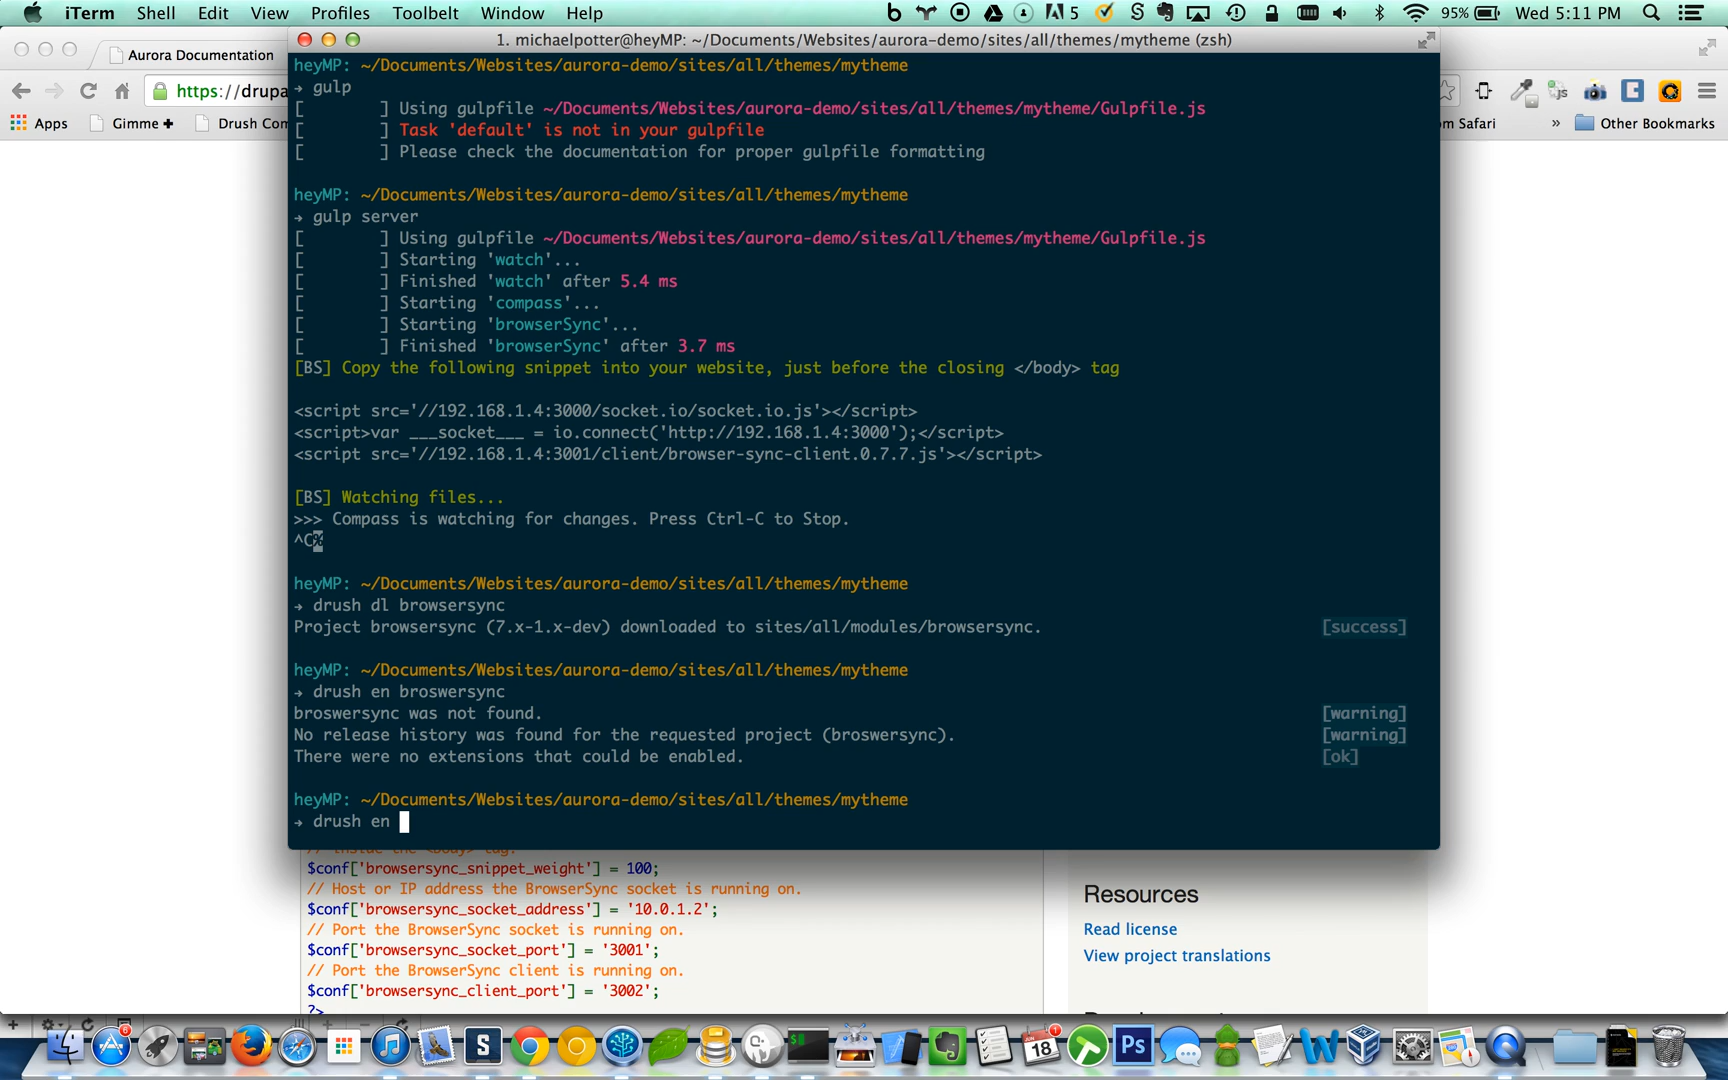 iTerm Shell Edit View Profiles Toolbelt Window Help 5 95% Wed 5:11 PM
1. michaelpotter@heyMP: ~/Documents/Websites/aurora-demo/sites/all/themes/mytheme (zsh)
Aurora Documentation
https://drupa
Apps Gimme Drush Com
om Safari » Other Bookmarks
heyMP: ~/Documents/Websites/aurora-demo/sites/all/themes/mytheme
→ gulp
[ ] Using gulpfile ~/Documents/Websites/aurora-demo/sites/all/themes/mytheme/Gulpfile.js
[ ] Task 'default' is not in your gulpfile
[ ] Please check the documentation for proper gulpfile formatting
heyMP: ~/Documents/Websites/aurora-demo/sites/all/themes/mytheme
→ gulp server
[ ] Using gulpfile ~/Documents/Websites/aurora-demo/sites/all/themes/mytheme/Gulpfile.js
[ ] Starting 'watch'...
[ ] Finished 'watch' after 5.4 ms
[ ] Starting 'compass'...
[ ] Starting 'browserSync'...
[ ] Finished 'browserSync' after 3.7 ms
[BS] Copy the following snippet into your website, just before the closing </body> tag
<script src='//192.168.1.4:3000/socket.io/socket.io.js'></script>
<script>var ___socket___ = io.connect('http://192.168.1.4:3000');</script>
<script src='//192.168.1.4:3001/client/browser-sync-client.0.7.7.js'></script>
[BS] Watching files...
>>> Compass is watching for changes. Press Ctrl-C to Stop.
^C%
heyMP: ~/Documents/Websites/aurora-demo/sites/all/themes/mytheme
→ drush dl browsersync
Project browsersync (7.x-1.x-dev) downloaded to sites/all/modules/browsersync. [success]
heyMP: ~/Documents/Websites/aurora-demo/sites/all/themes/mytheme
→ drush en broswersync
broswersync was not found. [warning]
No release history was found for the requested project (broswersync). [warning]
There were no extensions that could be enabled. [ok]
heyMP: ~/Documents/Websites/aurora-demo/sites/all/themes/mytheme
→ drush en
// Inside the <body> tag.
$conf['browsersync_snippet_weight'] = 100;
// Host or IP address the BrowserSync socket is running on.
$conf['browsersync_socket_address'] = '10.0.1.2';
// Port the BrowserSync socket is running on.
$conf['browsersync_socket_port'] = '3001';
// Port the BrowserSync client is running on.
$conf['browsersync_client_port'] = '3002';
?>
Resources
Read license
View project translations